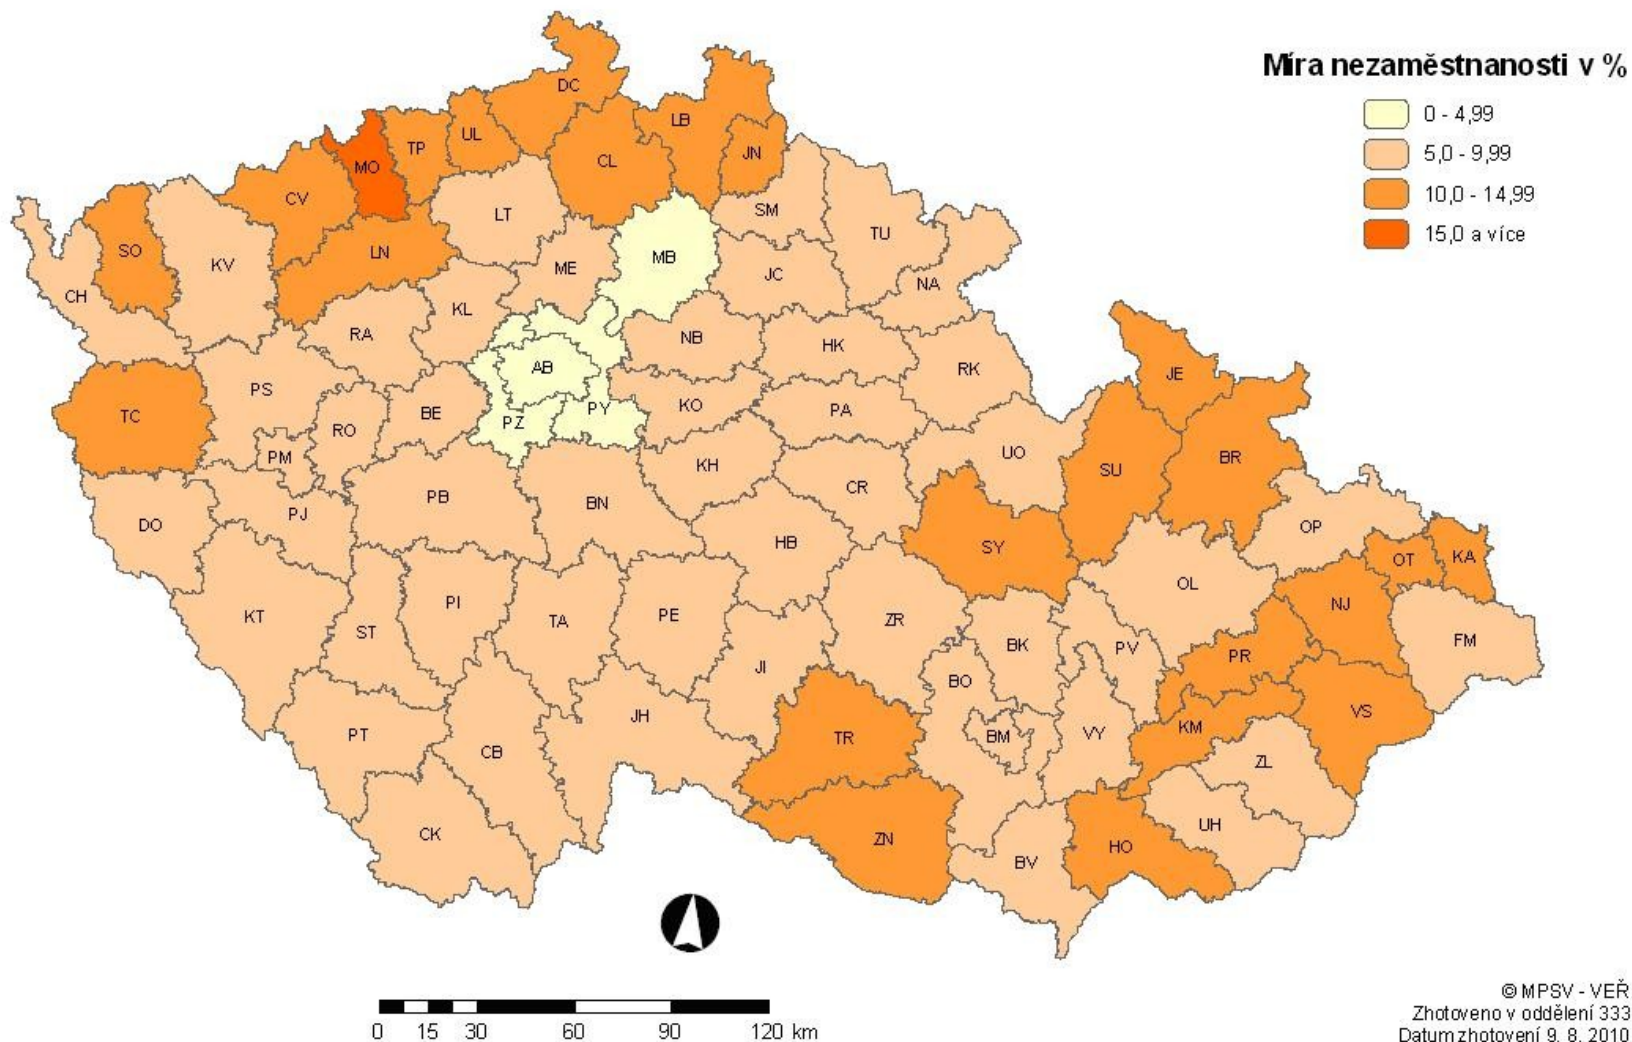 Míra nezaměstnanosti v %
0 - 4,99
5,0 - 9,99
10,0 - 14,99
15,0 a více
DC
LB
UL
TP
JN
CL
MO
CV
LT
SM
TU
SO
KV
LN
ME
MB
JC
NA
CH
KL
RA
NB
HK
RK
AB
JE
PS
TC
BE
PY
KO
PA
RO
PZ
PM
UO
KH
BR
SU
CR
PB
BN
PJ
DO
OP
HB
SY
OT
KA
OL
PI
NJ
KT
ST
TA
PE
ZR
BK
PV
FM
PR
JI
BO
JH
VS
KM
PT
TR
BM
VY
CB
ZL
CK
ZN
HO
UH
BV
0 15 30 60 90 120 km
© MPSV - VEŘ
Zhotoveno v oddělení 333
Datum zhotovení 9. 8. 2010